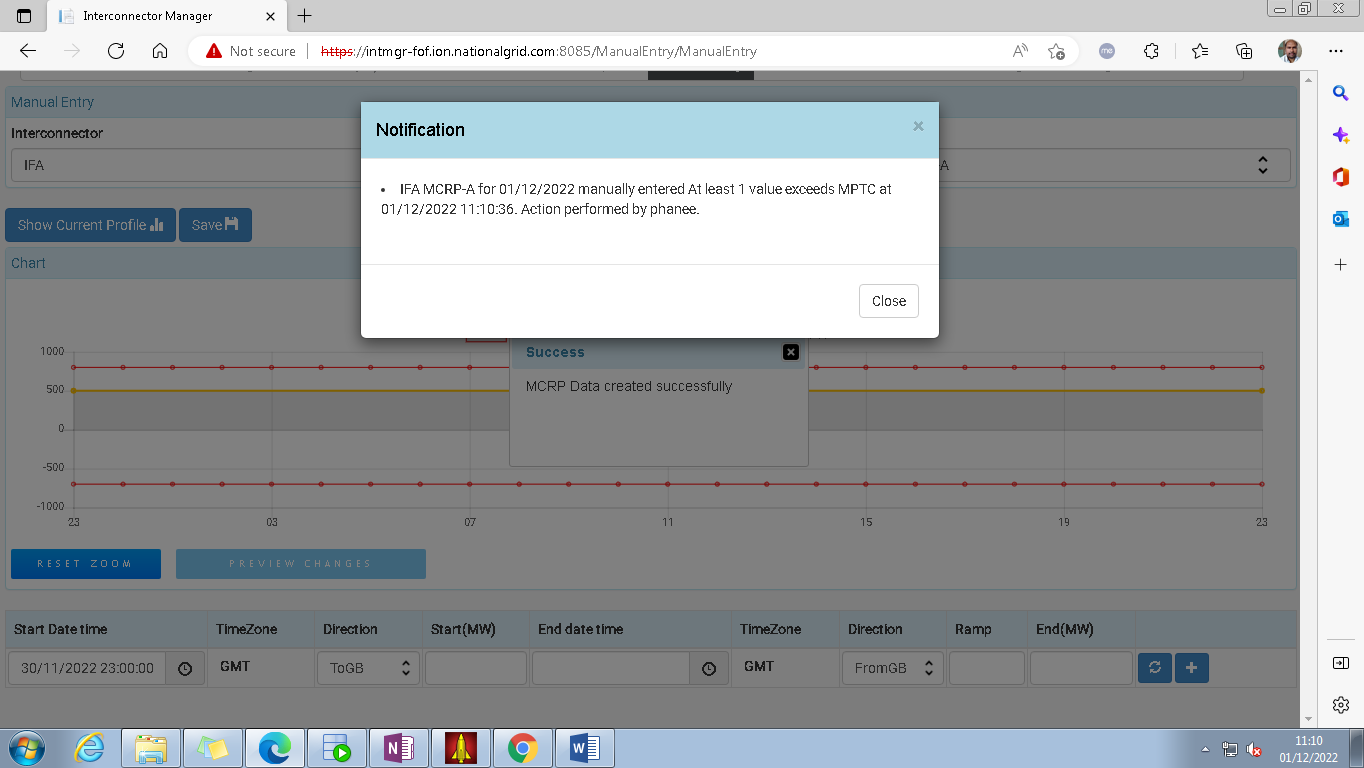 Interconnector Manager
Not secure
https://intmgr-fof.ion.nationalgrid.com:8085/ManualEntry/ManualEntry
me
Manual Entry
Interconnector
IFA
A
Notification
×
• IFA MCRP-A for 01/12/2022 manually entered At least 1 value exceeds MPTC at
01/12/2022 11:10:36. Action performed by phanee.
Close
Show Current Profile
Save
Chart
Success
MCRP Data created successfully
1000
500
0
-500
-1000
23 03 07 11 15 19 23
RESET ZOOM
PREVIEW CHANGES
Start Date time TimeZone Direction Start(MW) End date time TimeZone Direction Ramp End(MW)
30/11/2022 23:00:00 GMT ToGB GMT FromGB
11:10
01/12/2022